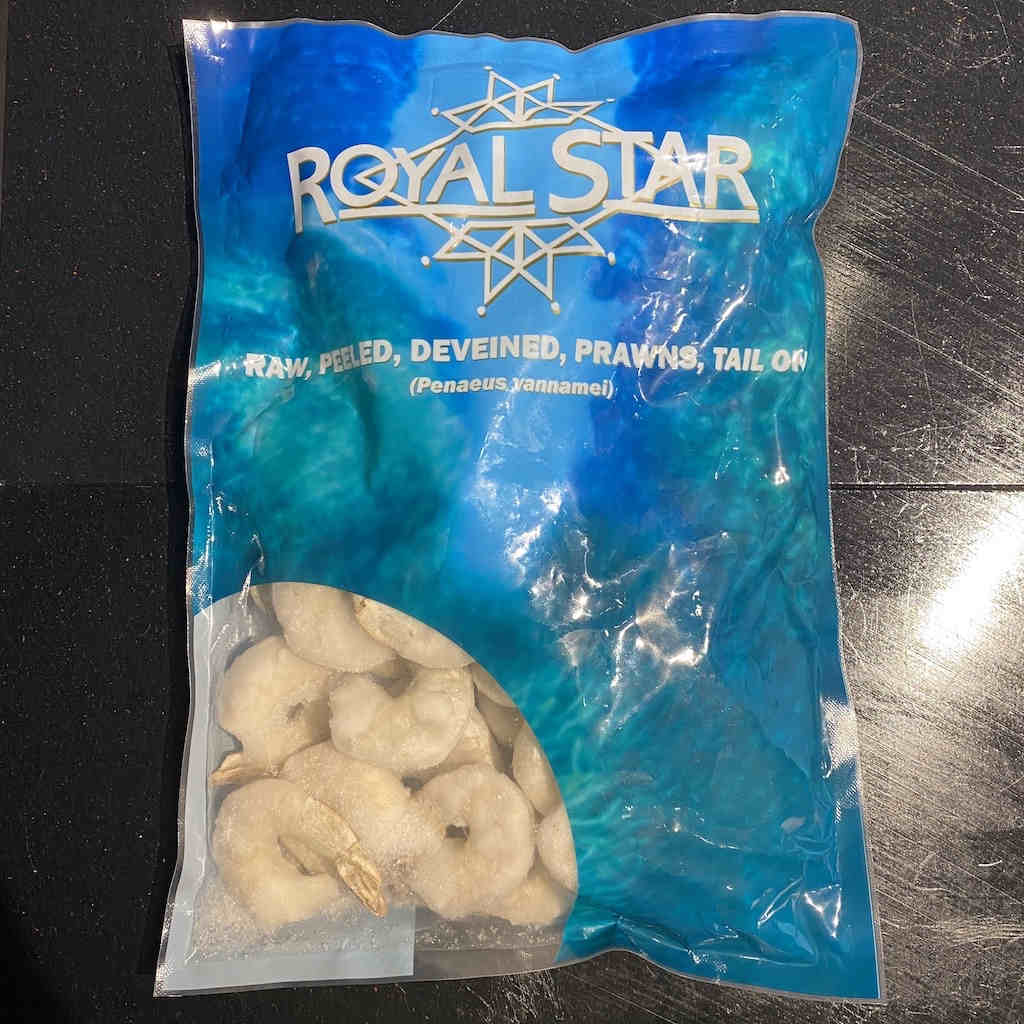 ROYAL STAR
RAW, PEELED, DEVEINED, PRAWNS, TAIL ON
(Penaeus vannamei)